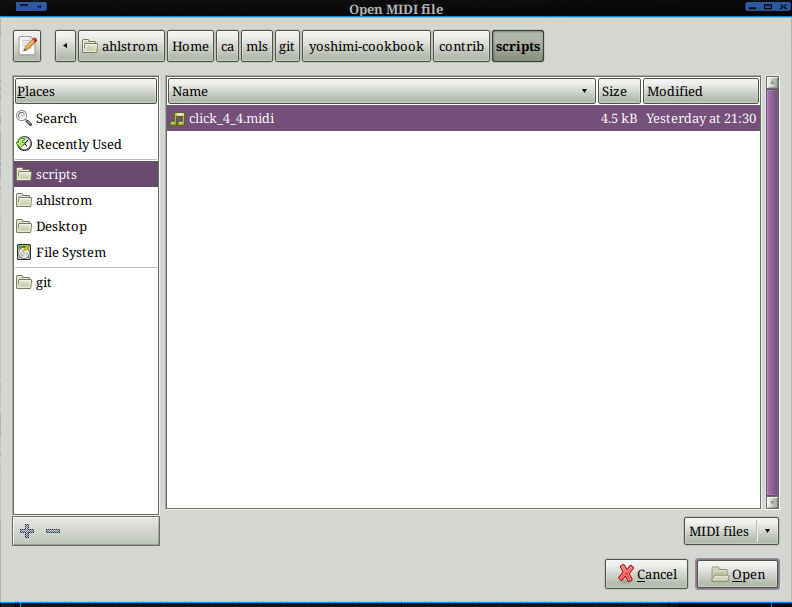 Open MIDI file
ahlstrom Home ca mls git yoshimi-cookbook contrib scripts
Places
Search
Recently Used
scripts
ahlstrom
Desktop
File System
git
Name Size Modified
click_4_4.midi 4.5 kB Yesterday at 21:30
MIDI files
Cancel Open